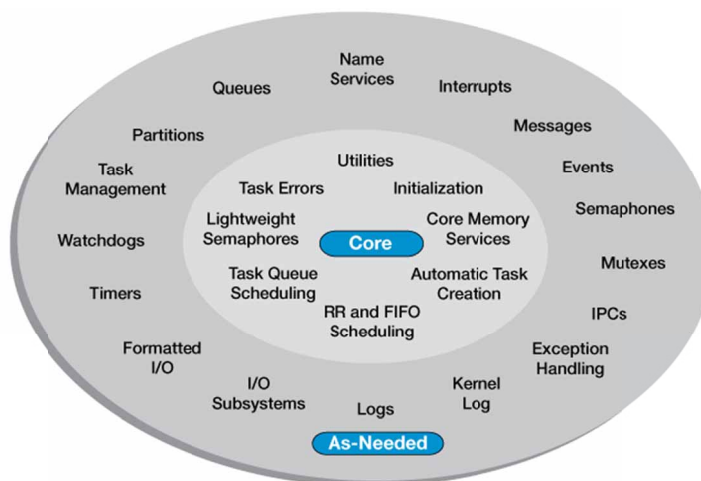 Name
Services
Queues
Interrupts
Partitions
Messages
Task
Management
Events
Watchdogs
Semaphones
Timers
Mutexes
IPCs
Formatted
I/O
Exception
Handling
I/O
Subsystems
Kernel
Log
Logs
As-Needed
Utilities
Task Errors
Initialization
Lightweight
Semaphores
Core Memory
Services
Core
Task Queue
Scheduling
Automatic Task
Creation
RR and FIFO
Scheduling